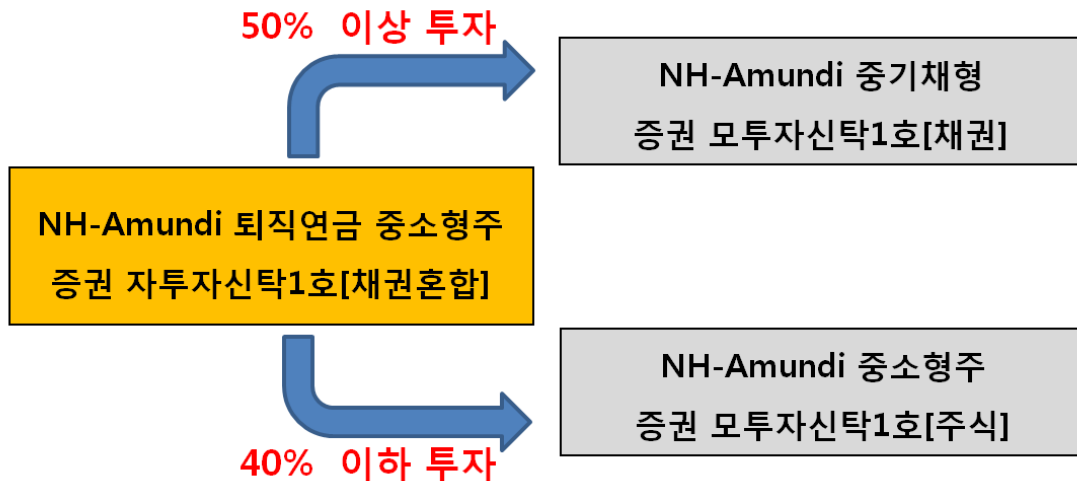 50% 이상 투자
NH-Amundi 중기채형
증권 모투자신탁1호[채권]
NH-Amundi 퇴직연금 중소형주
증권 자투자신탁1호[채권혼합]
NH-Amundi 중소형주
증권 모투자신탁1호[주식]
40% 이하 투자